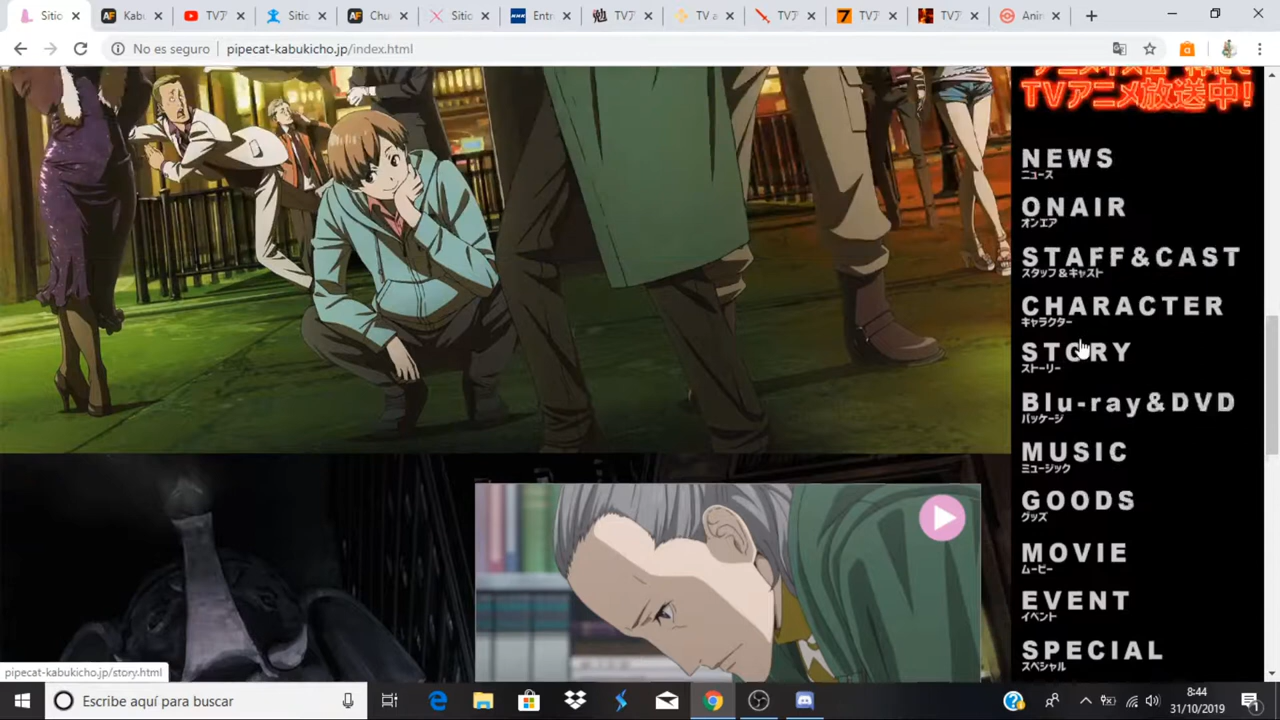 Sitio
Kabu
TVア
Sitio
Chu
Sitio
Entr
TVア
TV a
TVア
TVア
TVア
Ani
No es seguro
pipecat-kabukicho.jp/index.html
TVアニメ放送中!
NEWS
ニュース
ONAIR
オンエア
STAFF&CAST
スタッフ&キャスト
CHARACTER
キャラクター
STORY
ストーリー
Blu-ray&DVD
パッケージ
MUSIC
ミュージック
GOODS
グッズ
MOVIE
ムービー
EVENT
イベント
SPECIAL
スペシャル
pipecat-kabukicho.jp/story.html
Escribe aquí para buscar
8:44
31/10/2019